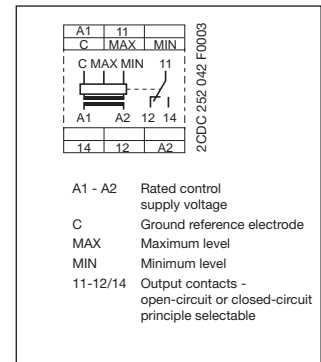 A1 11
C MAX MIN
C MAX MIN 11
A1 A2 12 14
14 12 A2
2CDC 252 042 F0003
A1 - A2 Rated control
supply voltage
C Ground reference electrode
MAX Maximum level
MIN Minimum level
11-12/14 Output contacts -
open-circuit or closed-circuit
principle selectable